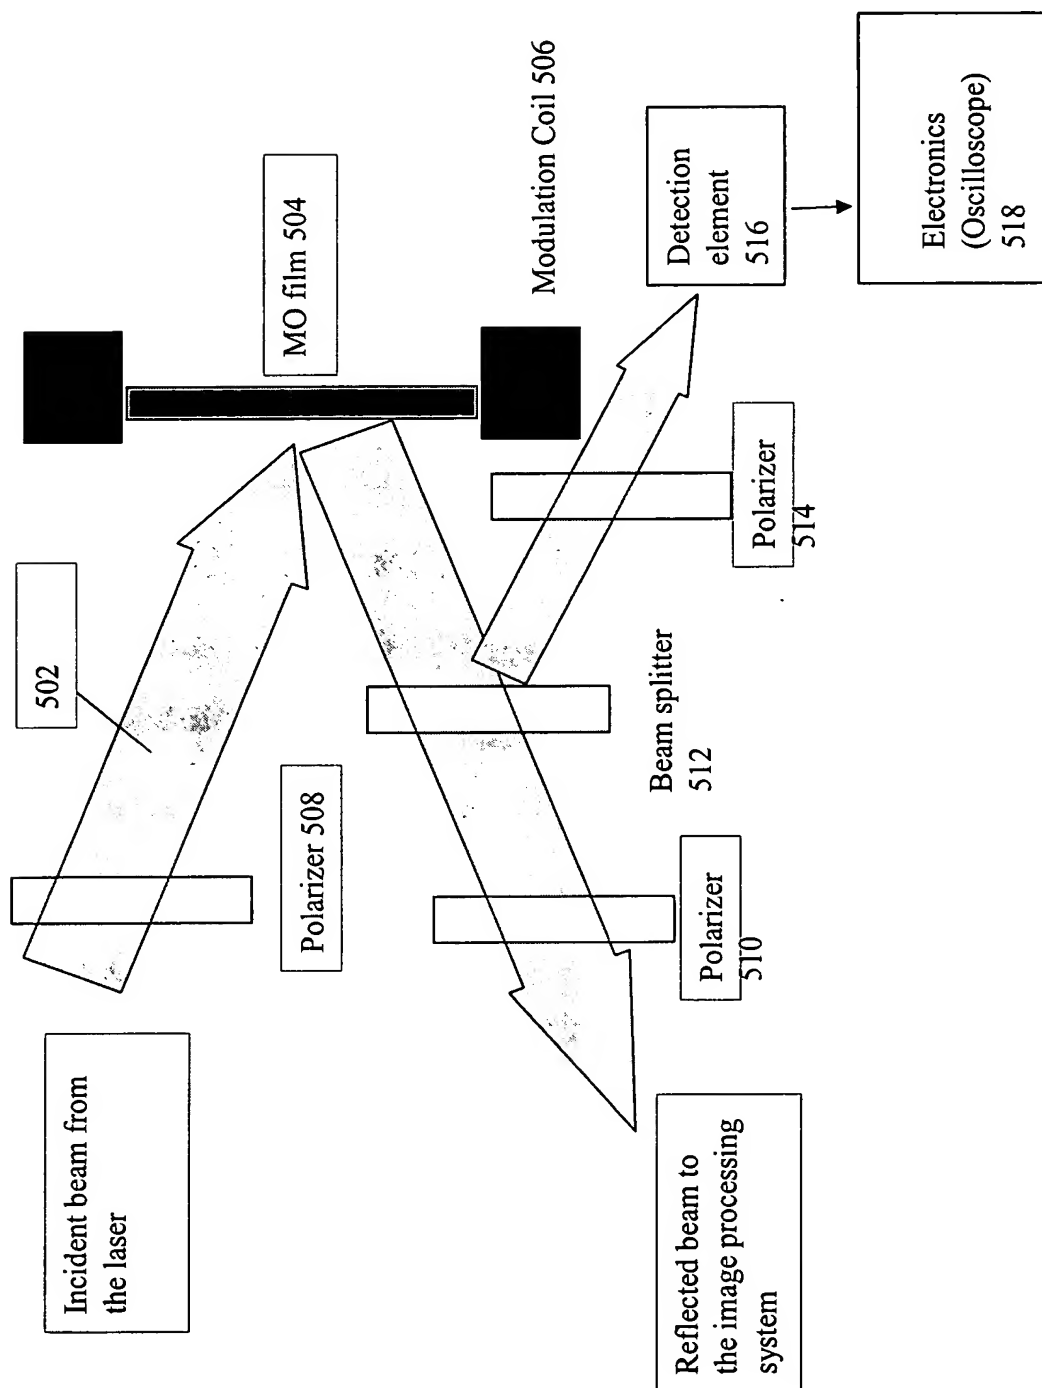 Incident beam from
the laser
502
Polarizer 508
MO film 504
Modulation Coil 506
Reflected beam to
the image processing
system
Polarizer
510
Beam splitter
512
Polarizer
514
Detection
element
516
Electronics
(Oscilloscope)
518